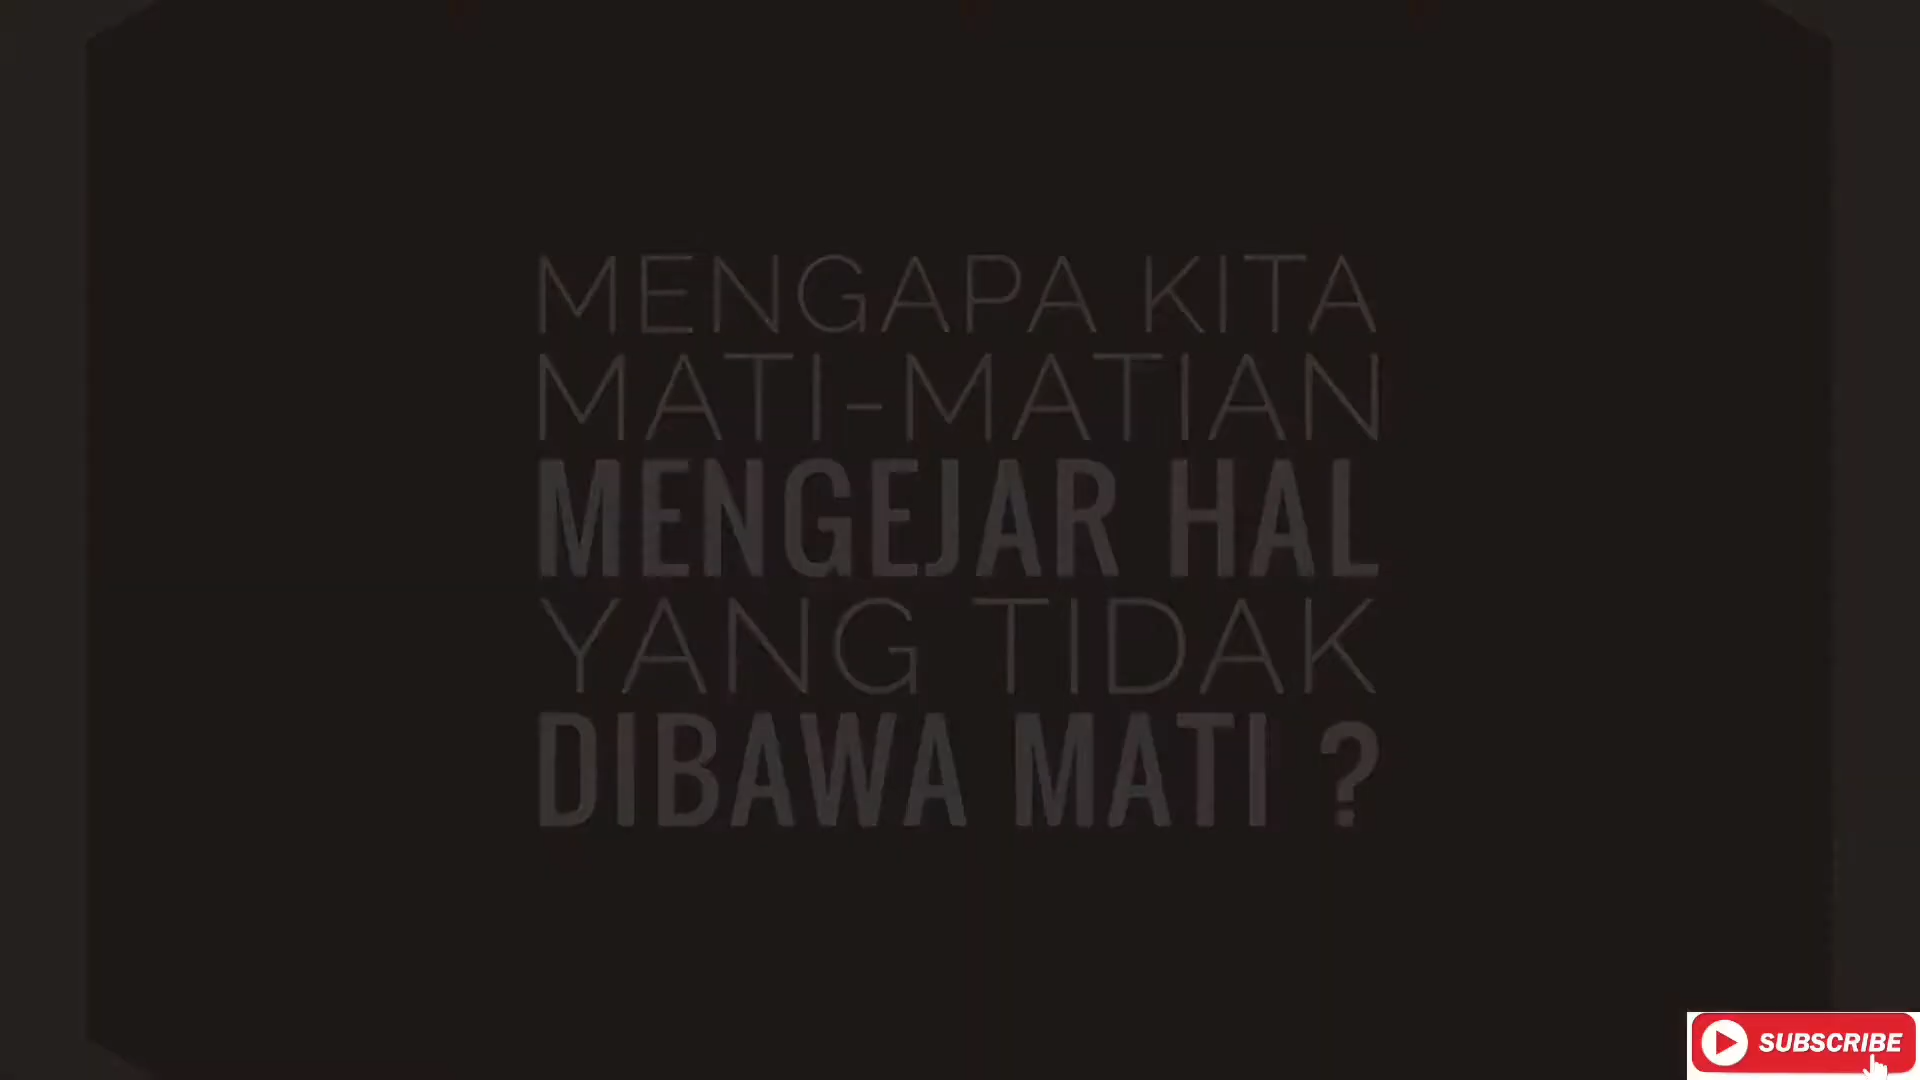 MENGAPA KITA
MATI-MATIAN
MENGEJAR HAL
YANG TIDAK
DIBAWA MATI ?
SUBSCRIBE